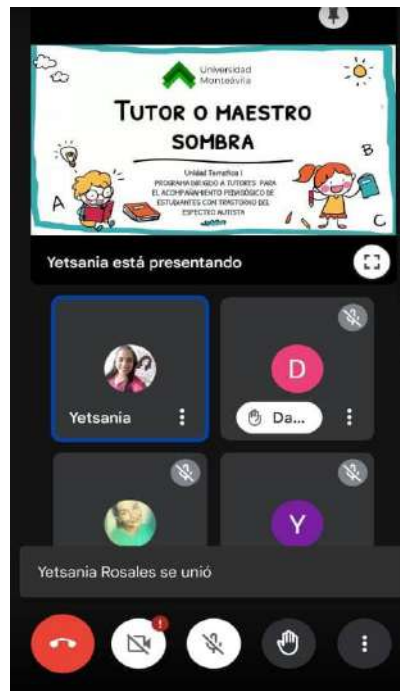 Universidad
Monteávila
TUTOR O MAESTRO
SOMBRA
Unidad Temática I
PROGRAMA DIRIGIDO A TUTORES PARA
EL ACOMPAÑAMIENTO PEDAGÓGICO DE
ESTUDIANTES CON TRASTORNO DEL
ESPECTRO AUTISTA
A
B
C
Yetsania está presentando
Yetsania
D
Da...
Y
Yetsania Rosales se unió